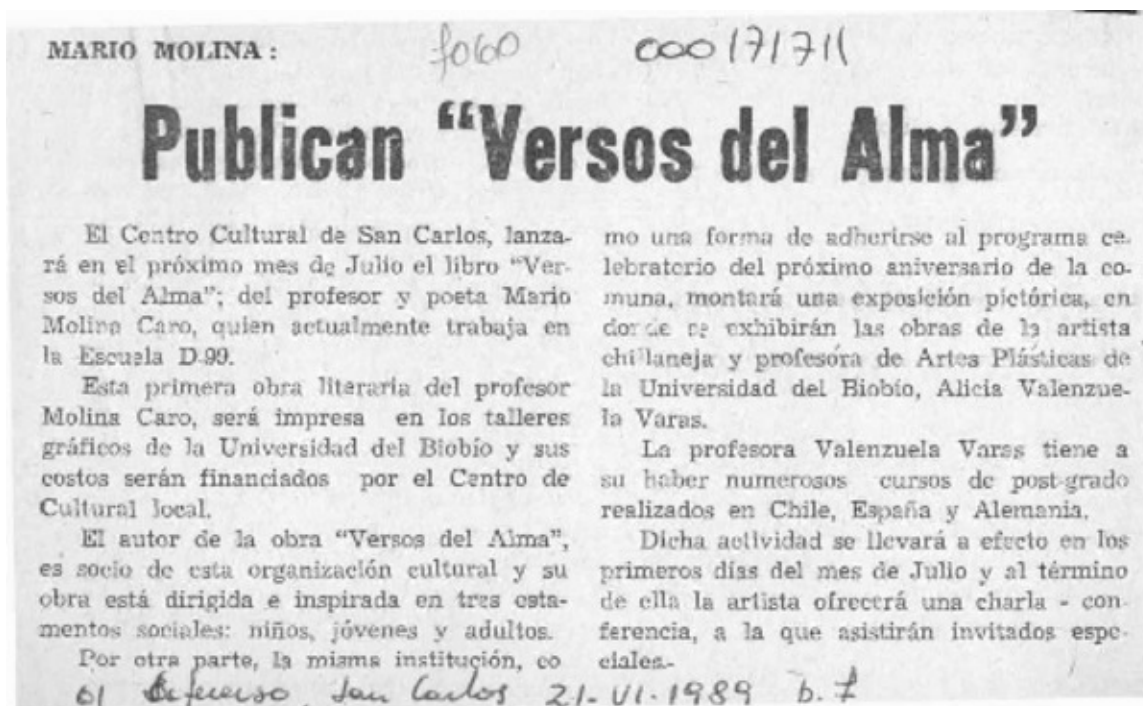 MARIO MOLINA:
f060
000171711
Publican “Versos del Alma”
El Centro Cultural de San Carlos, lanza-
rá en el próximo mes de Julio el libro “Ver-
sos del Alma”; del profesor y poeta Mario
Molina Caro, quien actualmente trabaja en
la Escuela D-99.
Esta primera obra literaria del profesor
Molina Caro, será impresa en los talleres
gráficos de la Universidad del Biobío y sus
costos serán financiados por el Centro de
Cultural local.
El autor de la obra “Versos del Alma”,
es socio de esta organización cultural y su
obra está dirigida e inspirada en tres esta-
mentos sociales: niños, jóvenes y adultos.
Por otra parte, la misma institución, co
mo una forma de adherirse al programa ce-
lebratorio del próximo aniversario de la co-
muna, montará una exposición pictórica, en
donde se exhibirán las obras de la artista
chillaneja y profesora de Artes Plásticas de
la Universidad del Biobío, Alicia Valenzue-
la Varas.
La profesora Valenzuela Varas tiene a
su haber numerosos cursos de post-grado
realizados en Chile, España y Alemania.
Dicha actividad se llevará a efecto en los
primeros días del mes de Julio y al término
de ella la artista ofrecerá una charla - con-
ferencia, a la que asistirán invitados espe-
ciales.-
San Carlos 21-VI-1989 p. 7